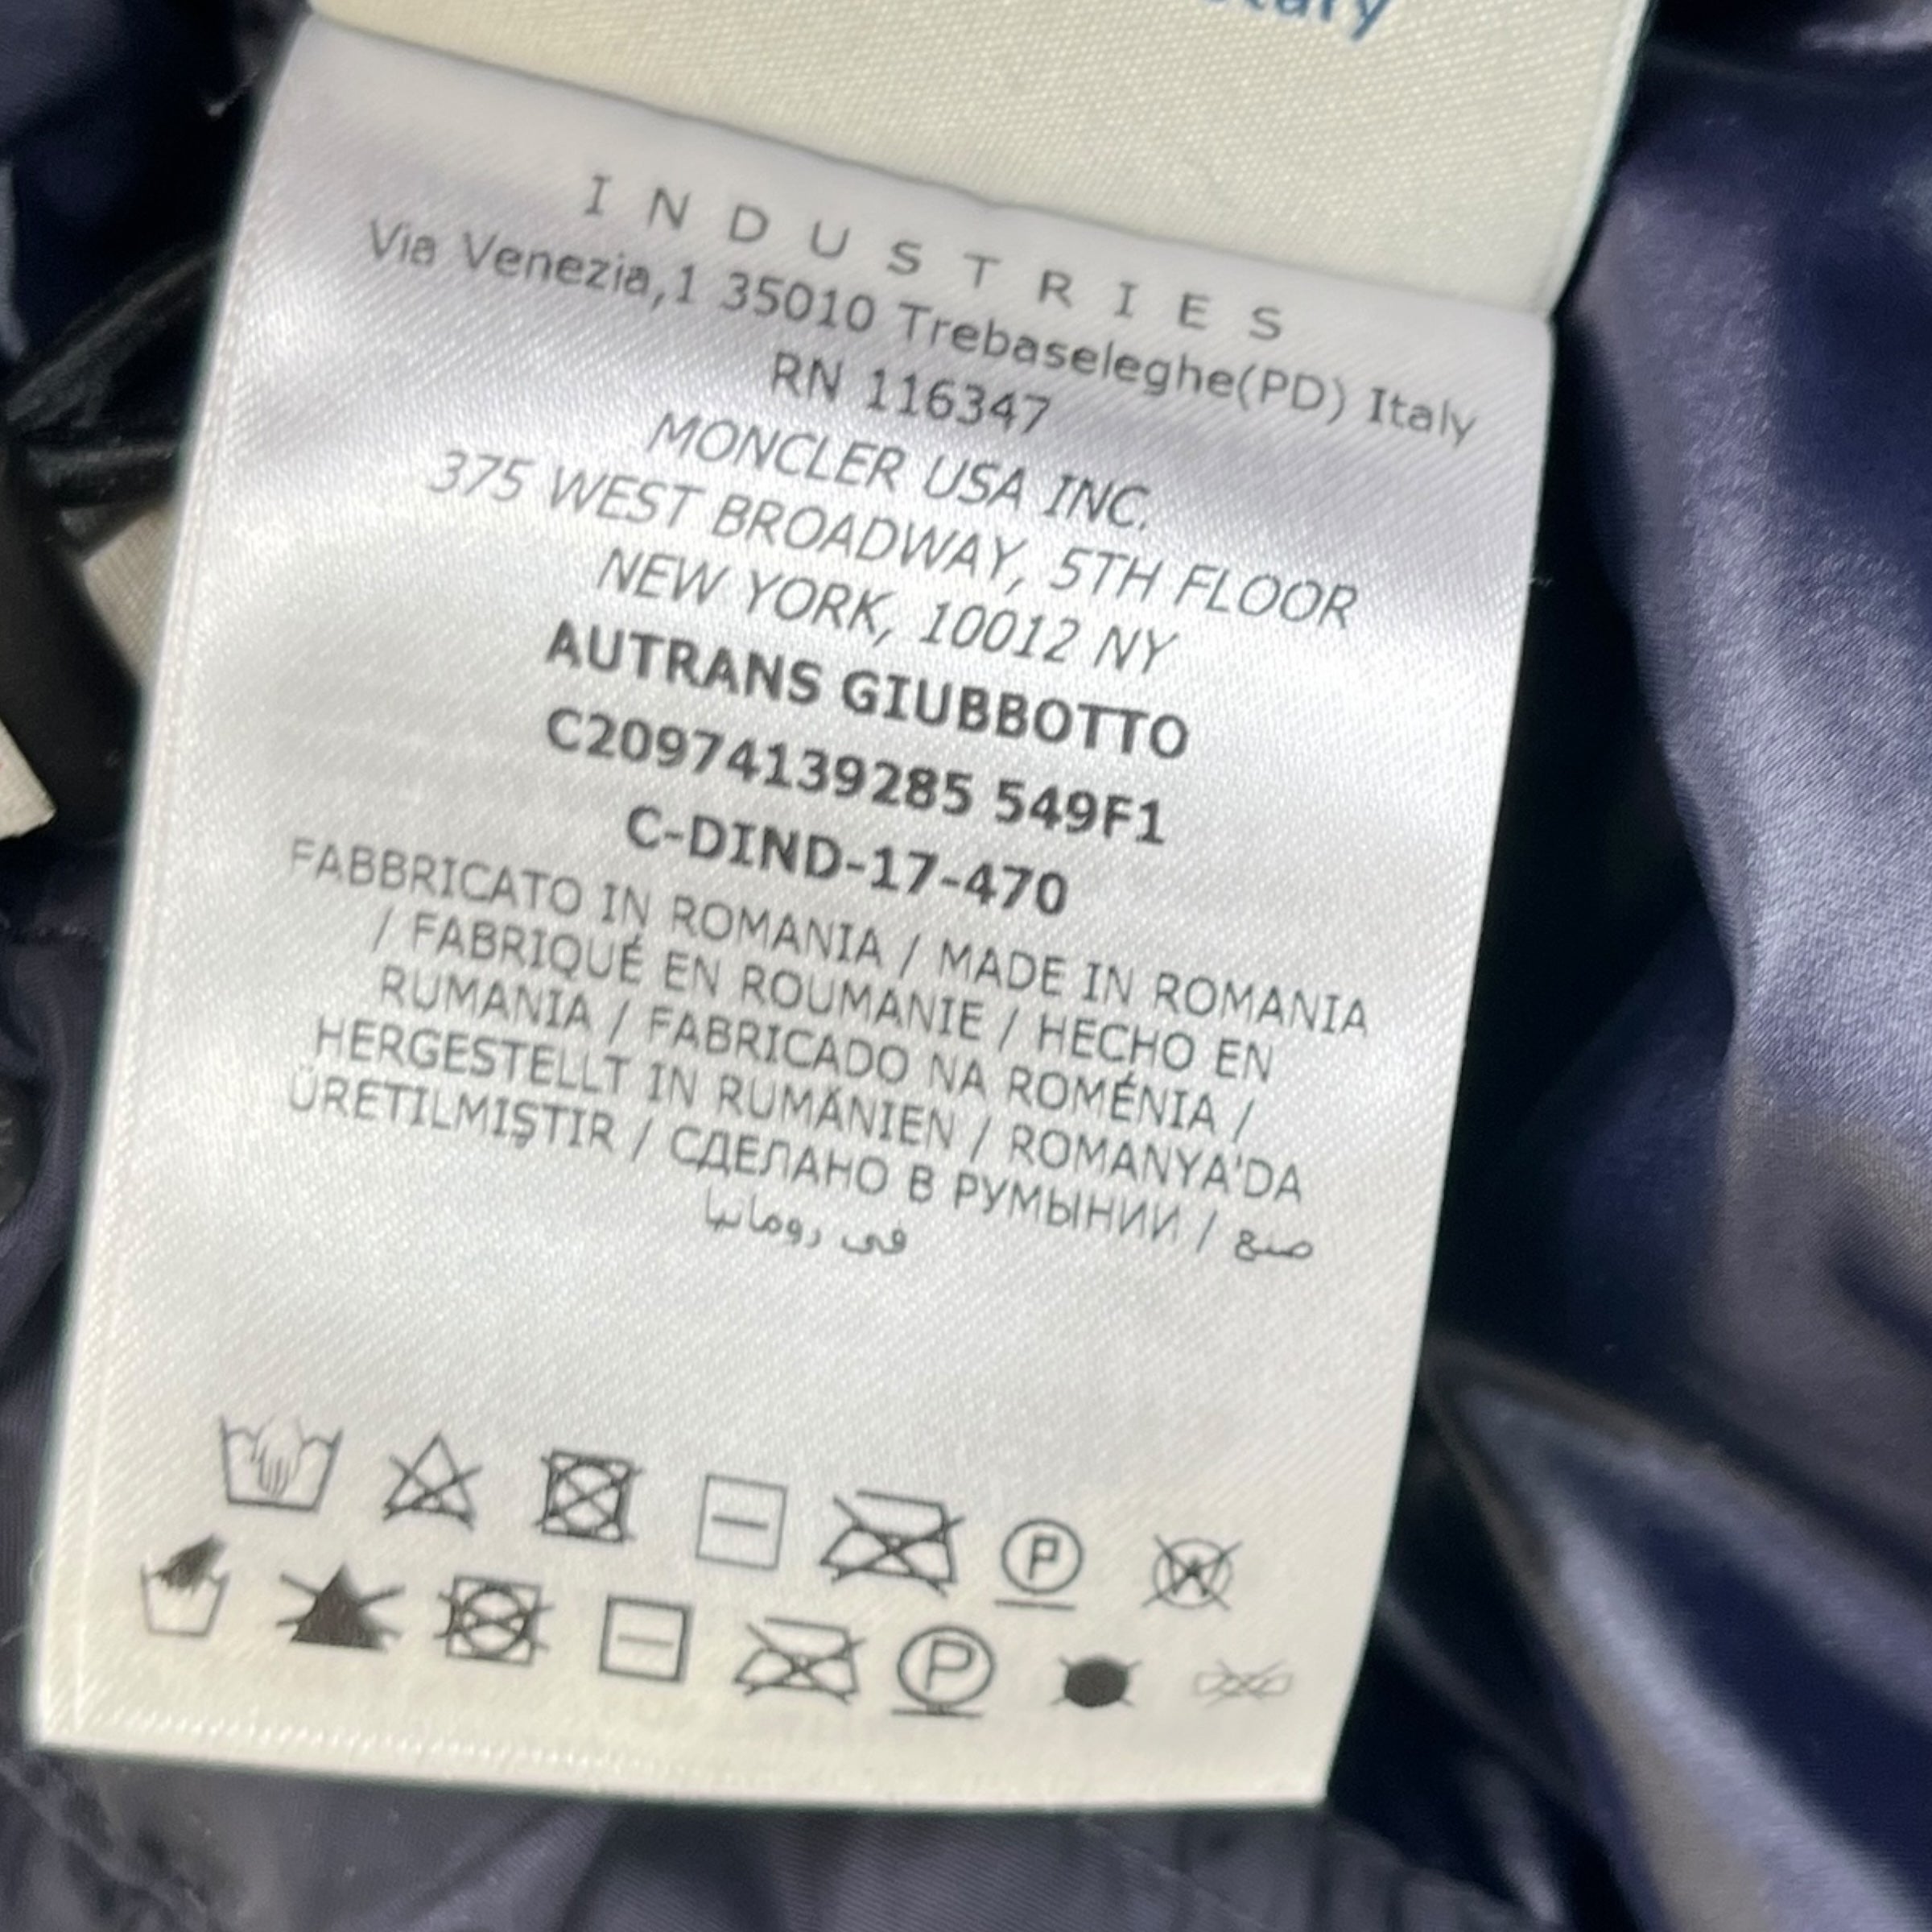 INDUSTRIES
Via Venezia,1 35010 Trebaseleghe(PD) Italy
RN 116347
MONCLER USA INC.
375 WEST BROADWAY, 5TH FLOOR
NEW YORK, 10012 NY
AUTRANS GIUBBOTTO
C20974139285 549F1
C-DIND-17-470
FABBRICATO IN ROMANIA / MADE IN ROMANIA
/ FABRIQUÉ EN ROUMANIE / HECHO EN
RUMANIA / FABRICADO NA ROMÉNIA /
HERGESTELLT IN RUMÄNIEN / ROMANYA'DA
ÜRETILMIŞTIR / СДЕЛАНО В РУМЫНИИ / صنع
في رومانيا
P W
P